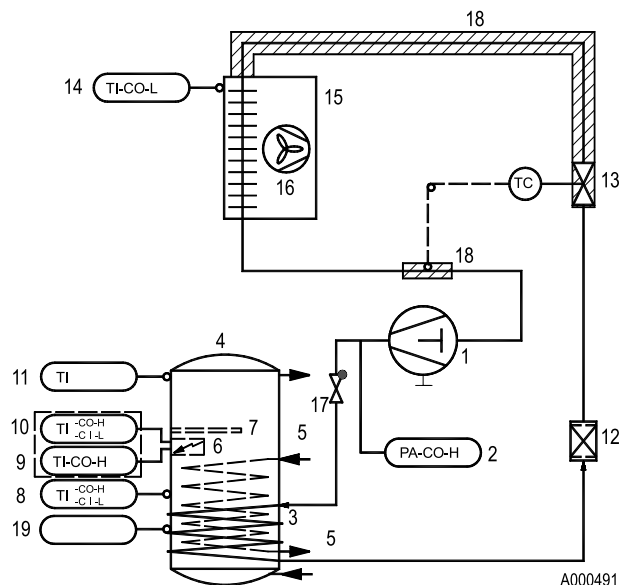 18
14 TI-CO-L
15
16
TC
13
18
4
1
11 TI
17
10 TI -CO-H
-C I -L
7
5
12
6
9 TI-CO-H
PA-CO-H 2
8 TI -CO-H
-C I -L
3
19
5
A000491